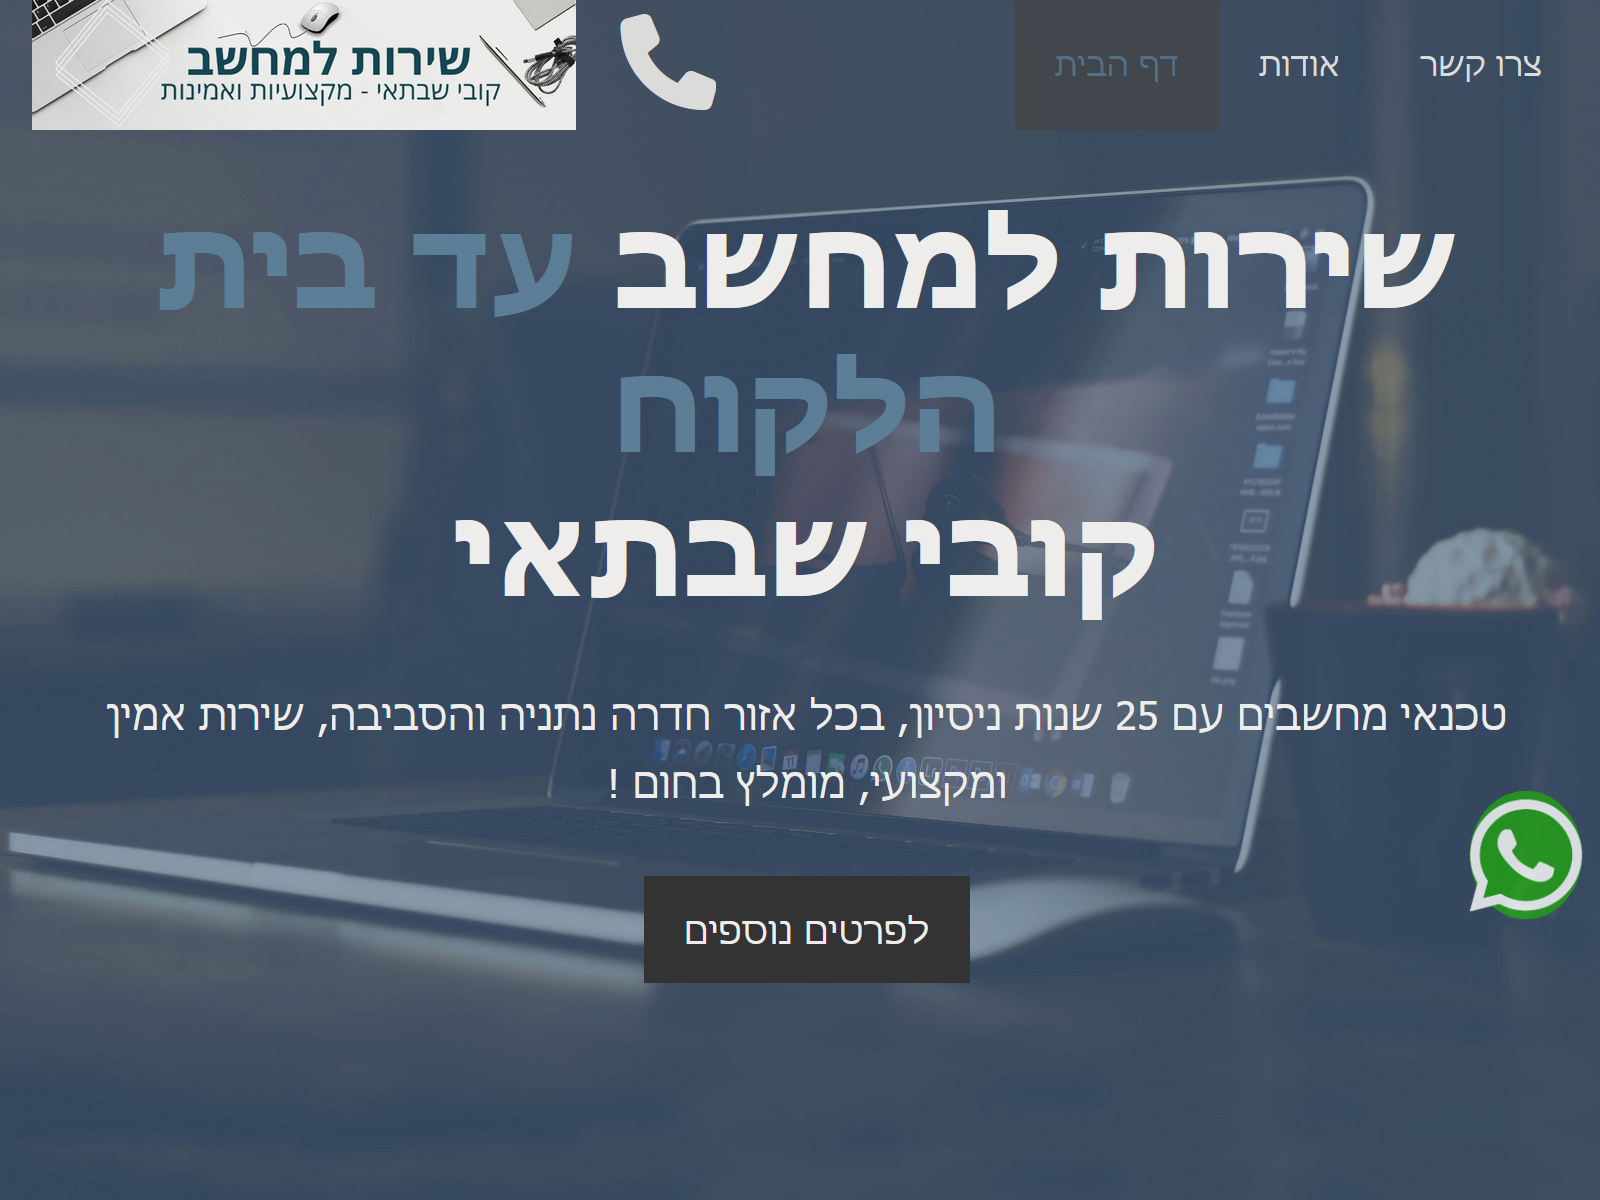 שירות למחשב
קובי שבתאי - מקצועיות ואמינות
צרו קשר
אודות
דף הבית
שירות למחשב עד בית
הלקוח
קובי שבתאי
טכנאי מחשבים עם 25 שנות ניסיון, בכל אזור חדרה נתניה והסביבה, שירות אמין
ומקצועי, מומלץ בחום !
לפרטים נוספים